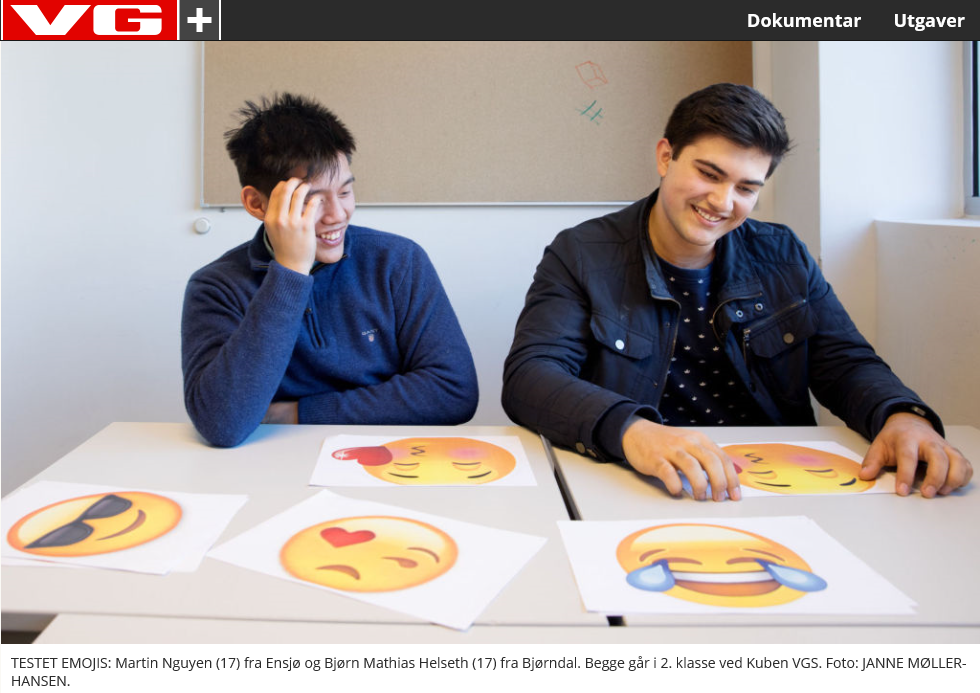 VG+
Dokumentar
Utgaver
GANT
TESTET EMOJIS: Martin Nguyen (17) fra Ensjø og Bjørn Mathias Helseth (17) fra Bjørndal. Begge går i 2. klasse ved Kuben VGS. Foto: JANNE MØLLER-
HANSEN.